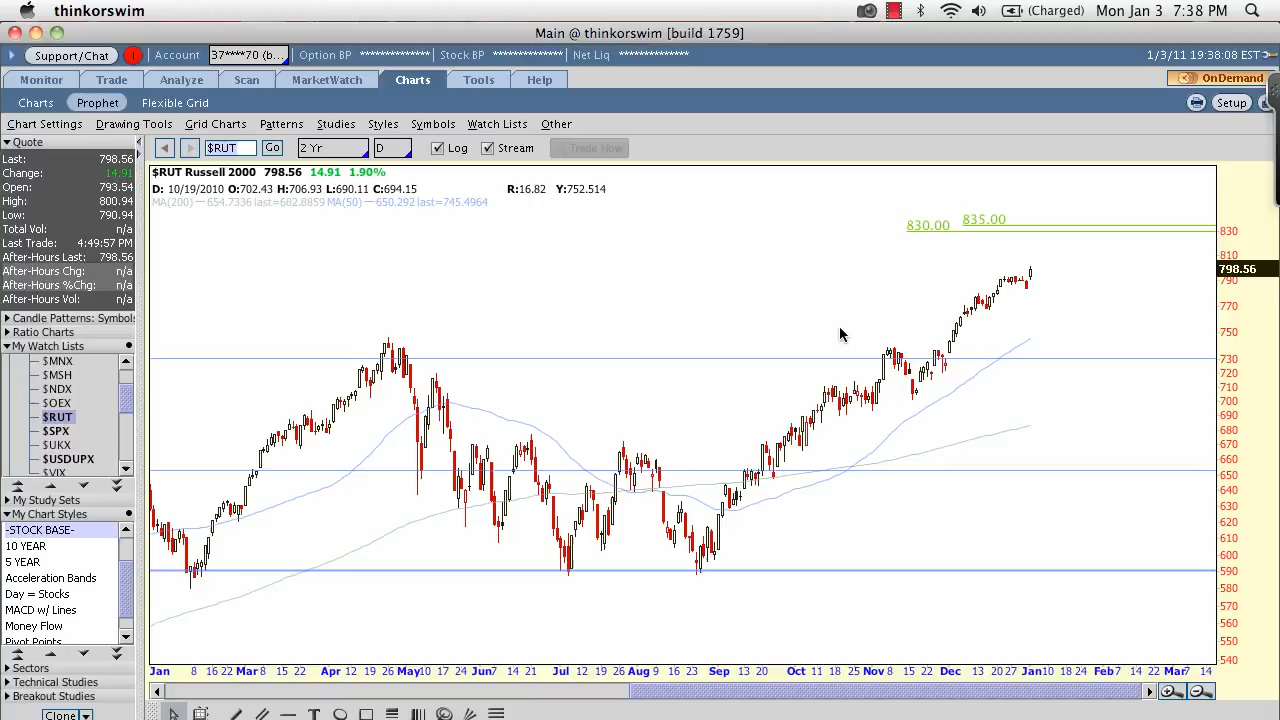 thinkorswim (Charged) Mon Jan 3 7:38 PM
Main @ thinkorswim [build 1759]
Support/Chat ! Account 37****70 (b... Option BP ************** Stock BP ************** Net Liq **************
1/3/11 19:38:08 EST
Monitor Trade Analyze Scan MarketWatch Charts Tools Help OnDemand
Charts Prophet Flexible Grid Setup
Chart Settings Drawing Tools Grid Charts Patterns Studies Styles Symbols Watch Lists Other
Quote
$RUT Go 2 Yr D Log Stream Trade Now
Last: 798.56
Change: 14.91
Open: 793.54
High: 800.94
Low: 790.94
Total Vol: n/a
Last Trade: 4:49:57 PM
After-Hours Last: 798.56
After-Hours Chg: n/a
After-Hours %Chg: n/a
After-Hours Vol: n/a
Candle Patterns: Symbols
Ratio Charts
My Watch Lists
$MNX
$MSH
$NDX
$OEX
$RUT
$SPX
$UKX
$USDUPX
$VIX
My Study Sets
My Chart Styles
-STOCK BASE-
10 YEAR
5 YEAR
Acceleration Bands
Day = Stocks
MACD w/ Lines
Money Flow
Pivot Points
Sectors
Technical Studies
Breakout Studies
Clone
$RUT Russell 2000 798.56 14.91 1.90%
D: 10/19/2010 O:702.43 H:706.93 L:690.11 C:694.15 R:16.82 Y:752.514
MA(200) —654.7336 last=682.8859 MA(50) —650.292 last=745.4964
830.00 835.00
830
810
798.56
790
770
750
730
720
710
700
690
680
670
660
650
640
630
620
610
600
590
580
570
560
550
540
Jan 8 16 22 Mar 8 15 22 Apr 12 19 26 May 10 17 24 Jun 7 14 21 Jul 12 19 26 Aug 9 16 23 Sep 13 20 Oct 11 18 25 Nov 8 15 22 Dec 13 20 27 Jan 10 18 24 Feb 7 14 22 Mar 7 14
T